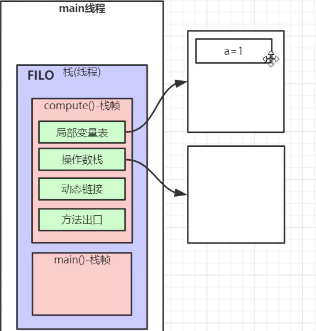 main线程
FILO 栈(线程)
compute()-栈帧
局部变量表
操作数栈
动态链接
方法出口
main()-栈帧
a=1